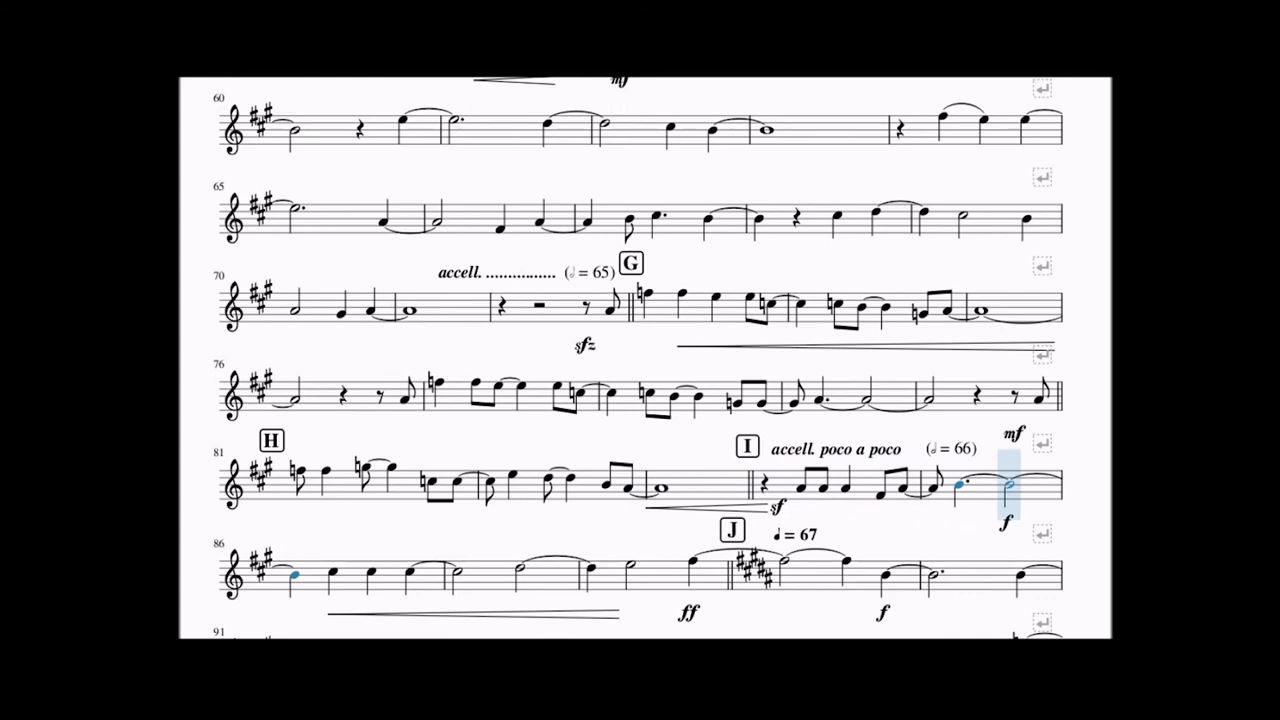 mf
60
65
accell. ................ (𝅗𝅥 = 65) G
70
sfz
76
mf
H
I accell. poco a poco (𝅗𝅥 = 66)
81
sf
f
J ♩ = 67
86
ff f
91